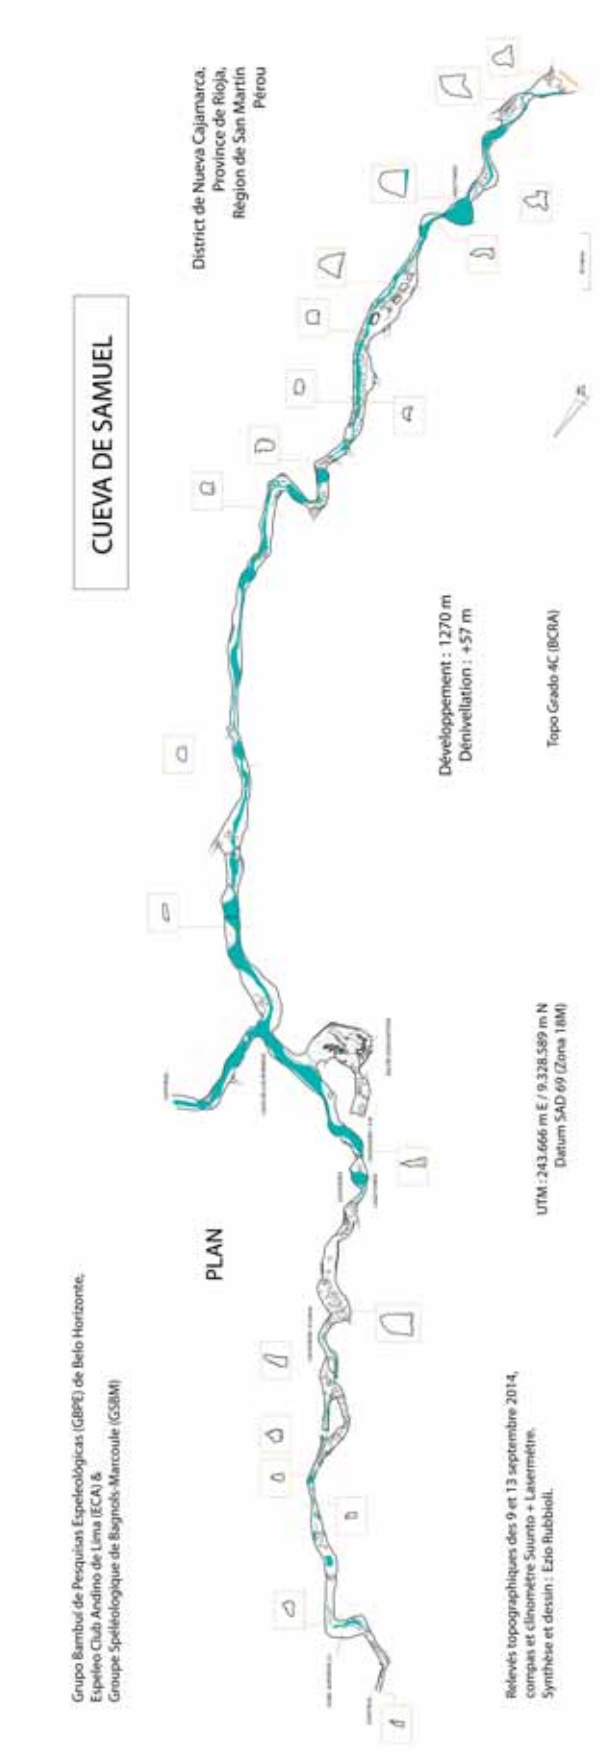 Grupo Bambuí de Pesquisas Espeleológicas (GBPE) de Belo Horizonte,
Espeleo Club Andino de Lima (ECA) &
Groupe Spéléologique de Bagnols-Marcoule (GSBM)
CUEVA DE SAMUEL
District de Nueva Cajamarca,
Province de Rioja,
Région de San Martín
Pérou
PLAN
Développement : 1270 m
Dénivellation : +57 m
Topo Grado 4C (BCRA)
UTM : 243.666 m E / 9.328.589 m N
Datum SAD 69 (Zona 18M)
Relevés topographiques des 9 et 13 septembre 2014,
compas et clinomètre Suunto + Lasermètre.
Synthèse et dessin : Ezio Rubbioli.